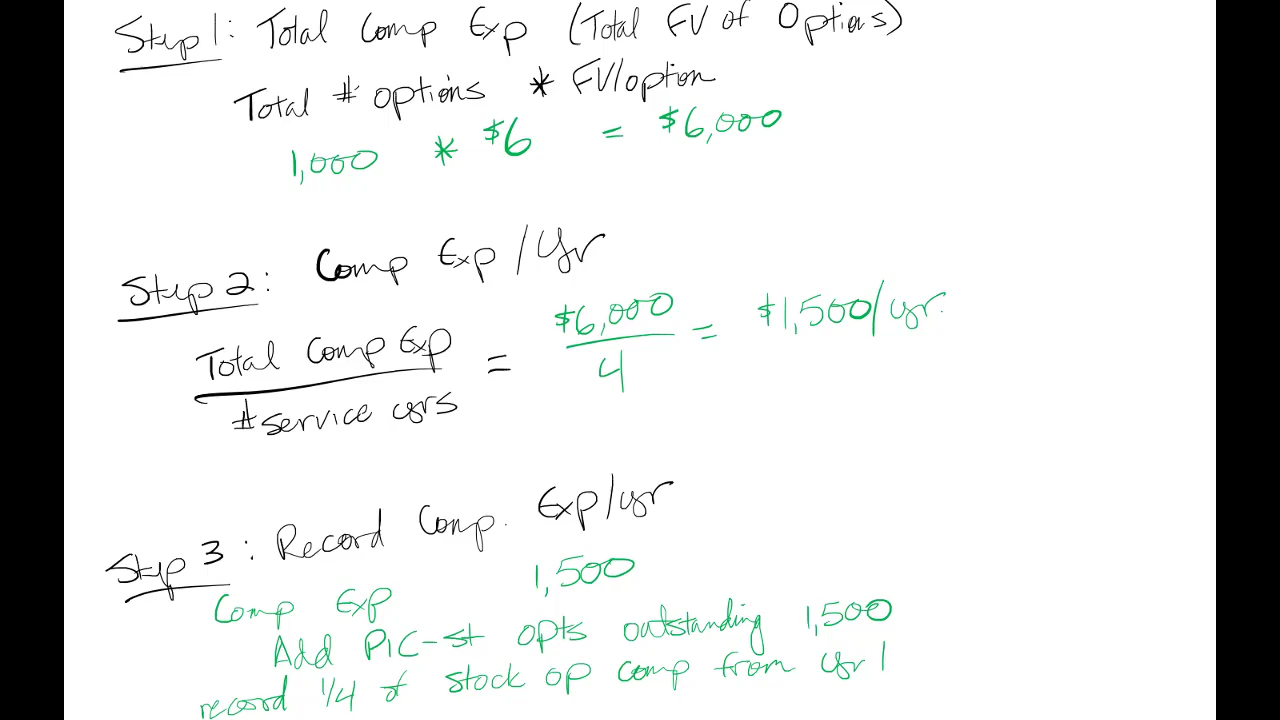 Step 1: Total Comp Exp (Total FV of Options)
Total # options * FV/option
1,000 * $6 = $6,000
Step 2: Comp Exp/Yr
Total Comp Exp / # service yrs = $6,000 / 4 = $1,500/yr.
Step 3: Record Comp. Exp/yr
Comp Exp 1,500
Add PIC-st opts outstanding 1,500
record 1/4 of stock op comp from yr 1